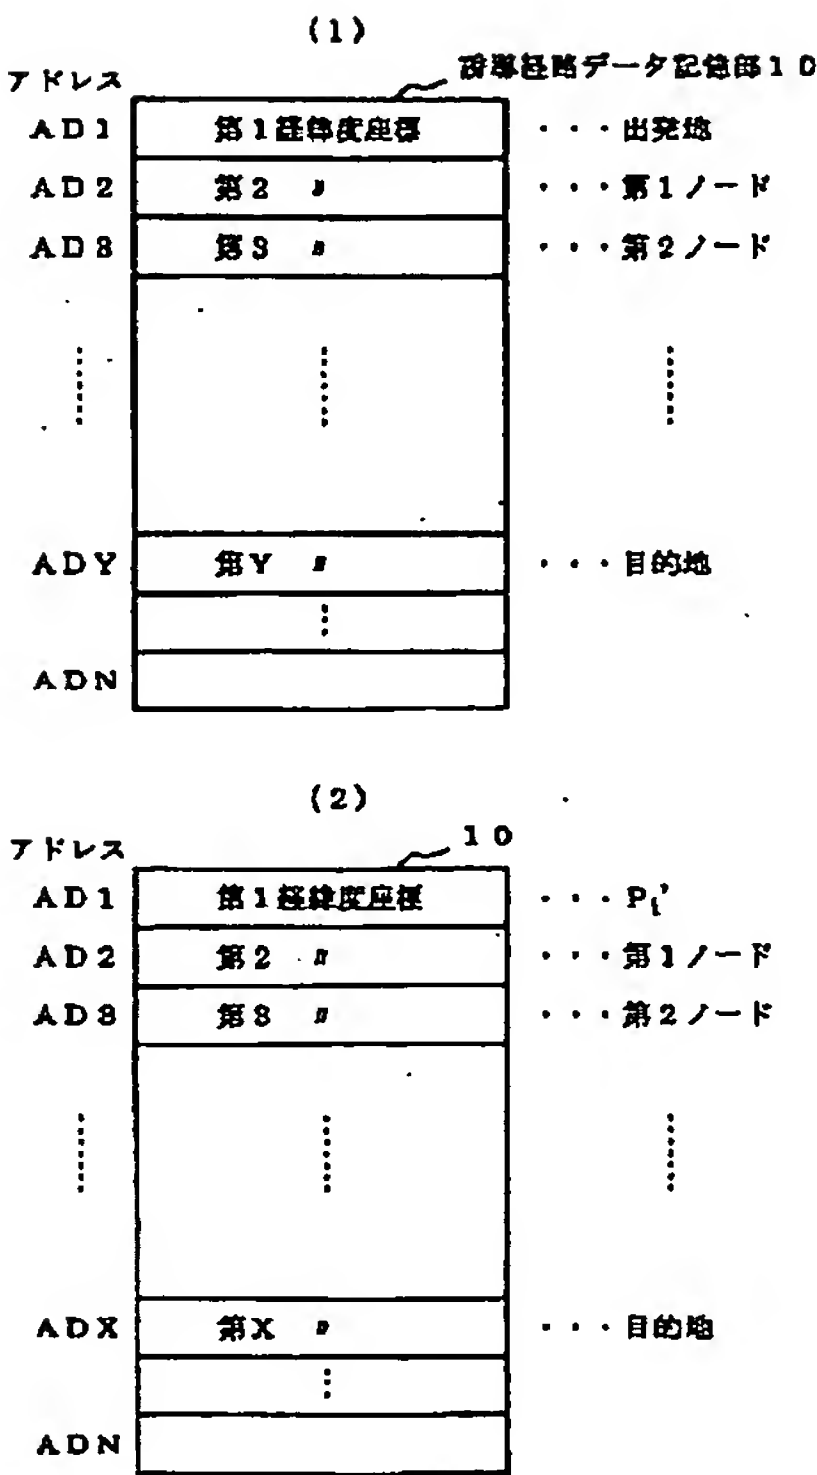 (1)
誘導経路データ記憶部10
アドレス
AD1 第1経緯度座標 ・・・出発地
AD2 第2 〃 ・・・第1ノード
AD3 第3 〃 ・・・第2ノード
ADY 第Y 〃 ・・・目的地
ADN
(2)
10
アドレス
AD1 第1経緯度座標 ・・・P₁'
AD2 第2 〃 ・・・第1ノード
AD3 第3 〃 ・・・第2ノード
ADX 第X 〃 ・・・目的地
ADN